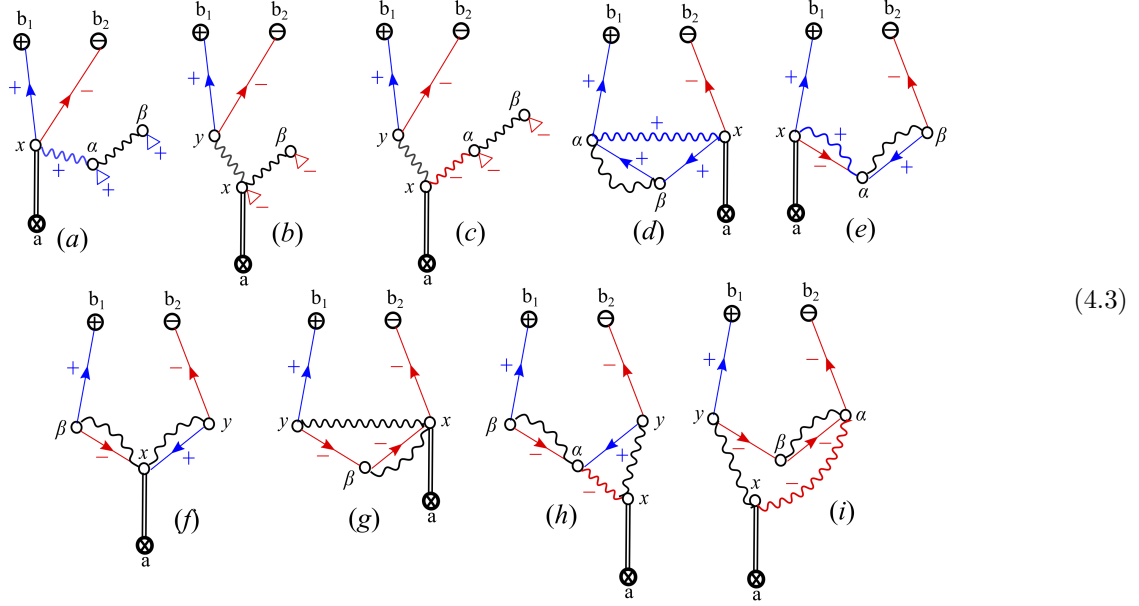 b₁ b₂ b₁ b₂ b₁ b₂ b₁ b₂ b₁ b₂
+ − + − + − + − + −
x + α + β + a (a)
y x β − − a (b)
y x − α − β − a (c)
α + x + + β a (d)
x + − α + β a (e)
(4.3)
b₁ b₂ b₁ b₂ b₁ b₂ b₁ b₂
+ − + − + − + −
β − x + y a (f)
y − β − x a (g)
β − α + y − x a (h)
y − β − α − x a (i)